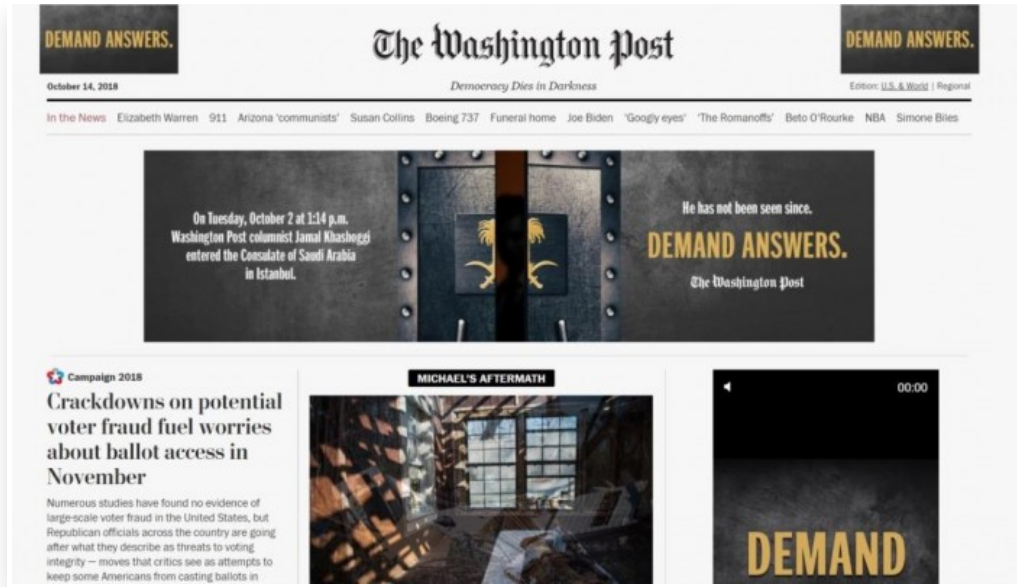 DEMAND ANSWERS.
The Washington Post
DEMAND ANSWERS.
October 14, 2018
Democracy Dies in Darkness
Edition: U.S. & World | Regional
In the News Elizabeth Warren 911 Arizona 'communists' Susan Collins Boeing 737 Funeral home Joe Biden 'Googly eyes' 'The Romanoffs' Beto O'Rourke NBA Simone Biles
On Tuesday, October 2 at 1:14 p.m.
Washington Post columnist Jamal Khashoggi
entered the Consulate of Saudi Arabia
in Istanbul.
He has not been seen since.
DEMAND ANSWERS.
The Washington Post
Campaign 2018
Crackdowns on potential
voter fraud fuel worries
about ballot access in
November
Numerous studies have found no evidence of
large-scale voter fraud in the United States, but
Republican officials across the country are going
after what they describe as threats to voting
integrity — moves that critics see as attempts to
keep some Americans from casting ballots in
MICHAEL'S AFTERMATH
00:00
DEMAND